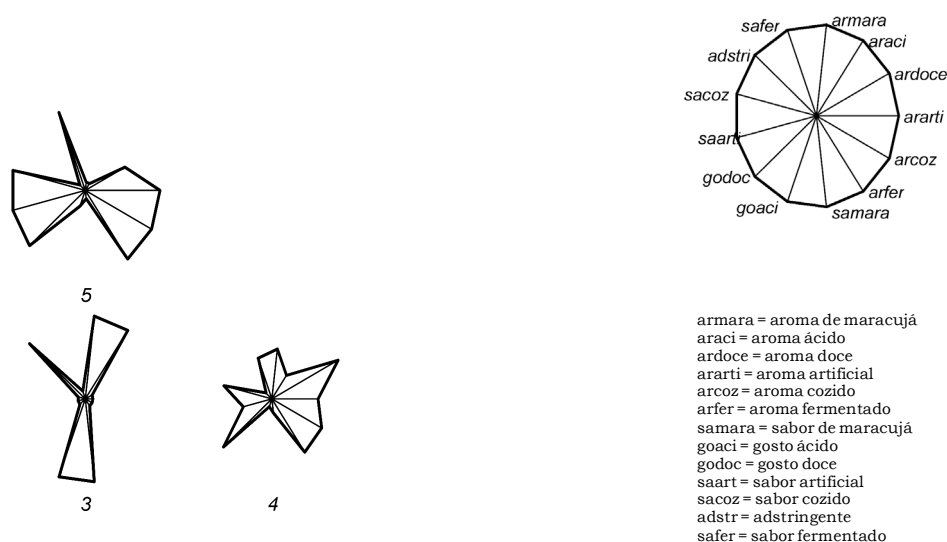 armara
safer
araci
adstri
ardoce
sacoz
ararti
saarti
arcoz
godoc
arfer
goaci
samara
5
armara = aroma de maracujá
araci = aroma ácido
ardoce = aroma doce
ararti = aroma artificial
arcoz = aroma cozido
arfer = aroma fermentado
samara = sabor de maracujá
goaci = gosto ácido
godoc = gosto doce
saart = sabor artificial
sacoz = sabor cozido
adstr = adstringente
safer = sabor fermentado
3
4